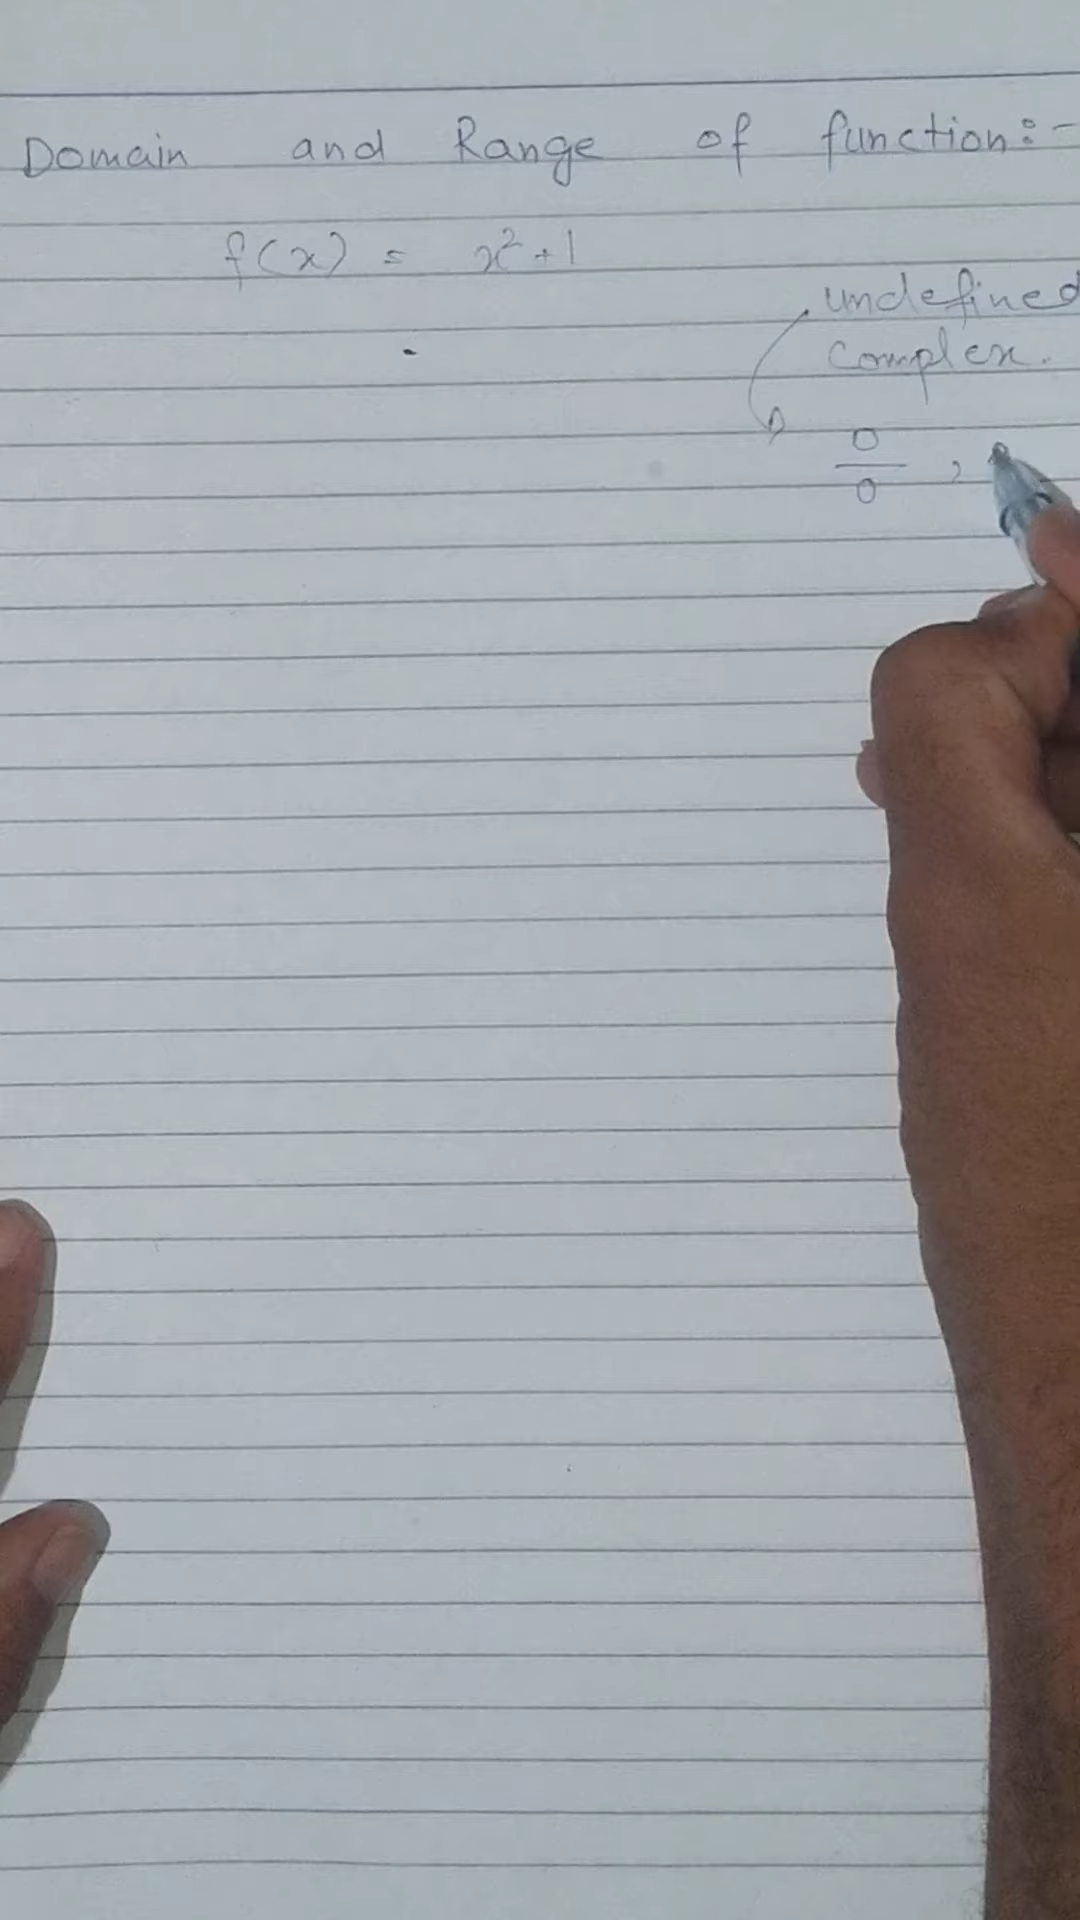 Domain and Range of function:-
f(x) = x²+1
undefined
complex.
0/0 ,